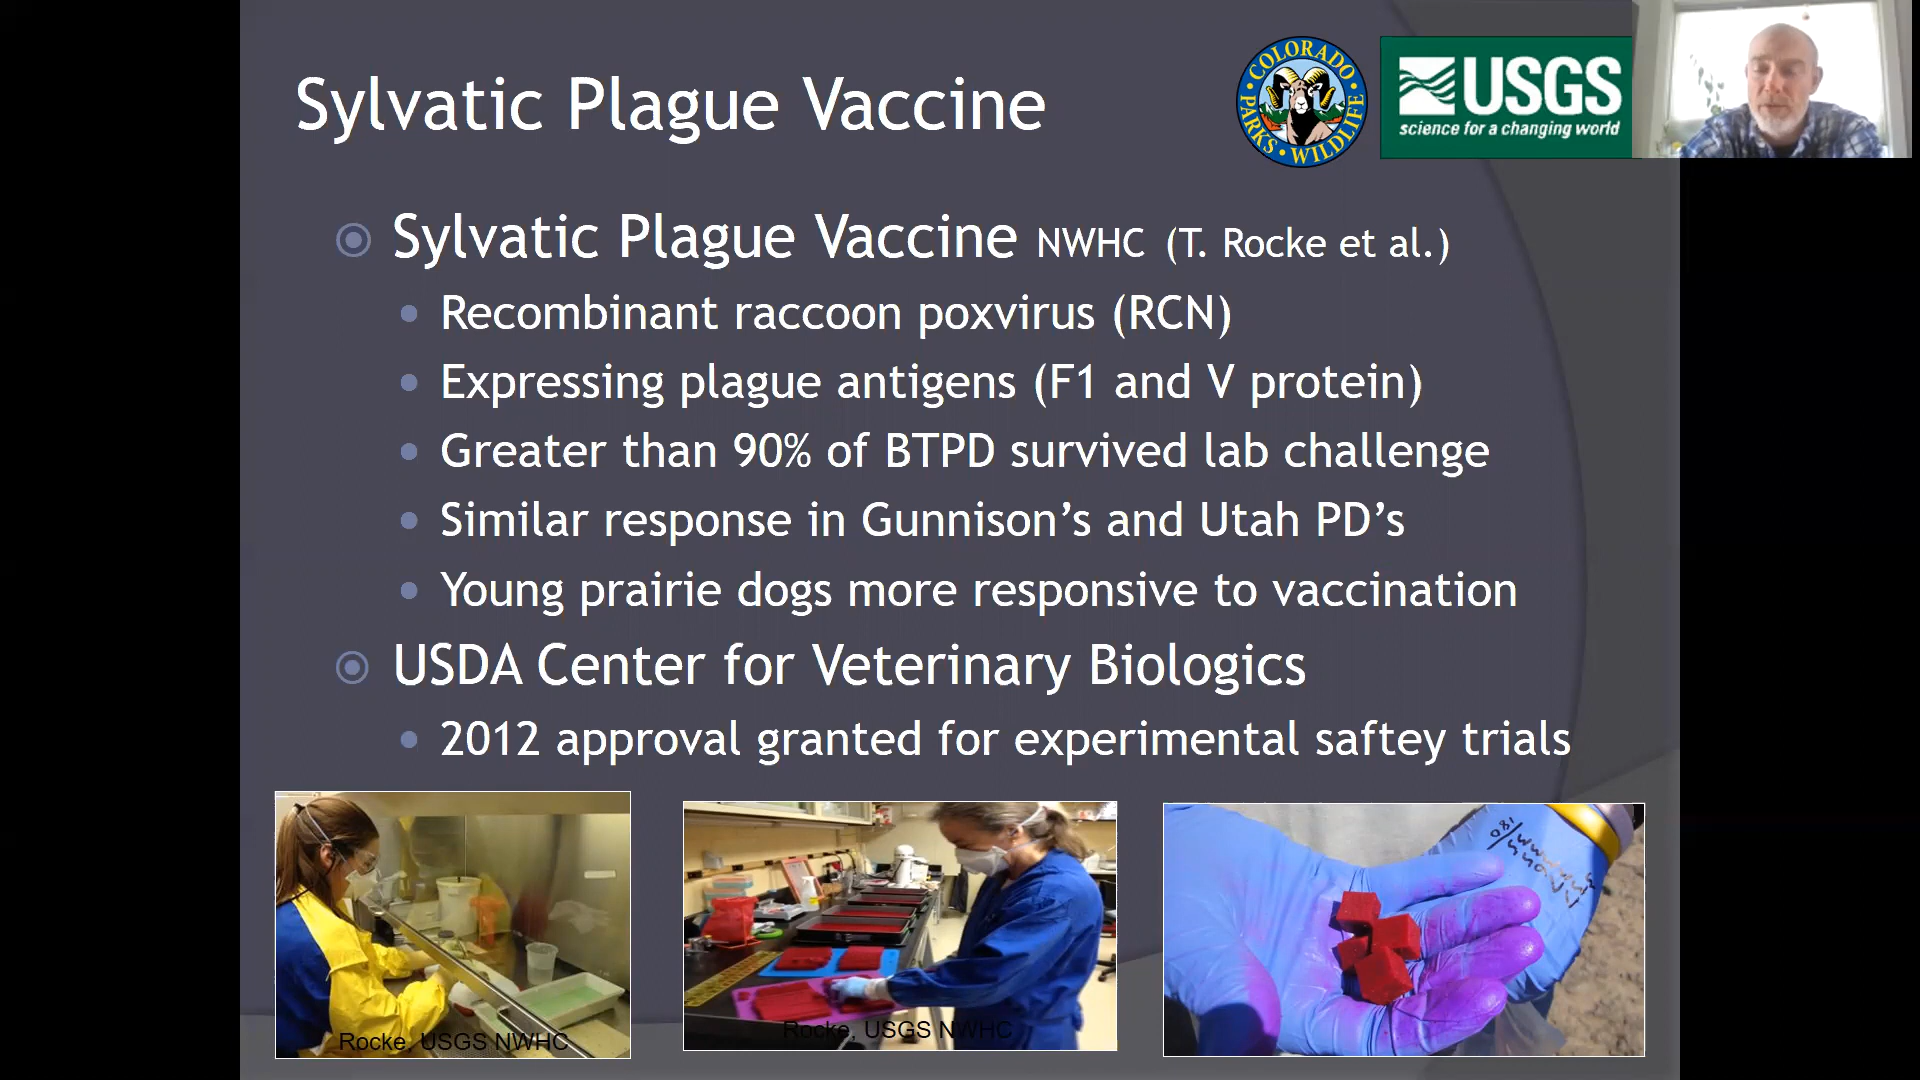 Sylvatic Plague Vaccine
COLORADO
PARKS • WILDLIFE
USGS
science for a changing world
Sylvatic Plague Vaccine NWHC (T. Rocke et al.)
Recombinant raccoon poxvirus (RCN)
Expressing plague antigens (F1 and V protein)
Greater than 90% of BTPD survived lab challenge
Similar response in Gunnison’s and Utah PD’s
Young prairie dogs more responsive to vaccination
USDA Center for Veterinary Biologics
2012 approval granted for experimental saftey trials
Rocke, USGS NWHC
Rocke, USGS NWHC